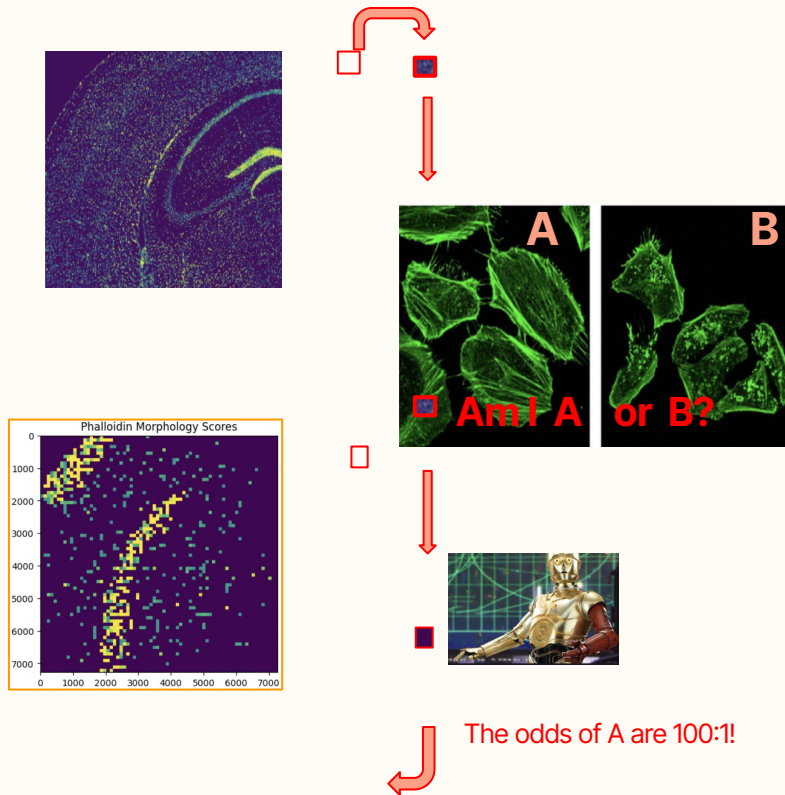 A B
Am I A or B?
Phalloidin Morphology Scores
0
1000
2000
3000
4000
5000
6000
7000
0 1000 2000 3000 4000 5000 6000 7000
The odds of A are 100:1!